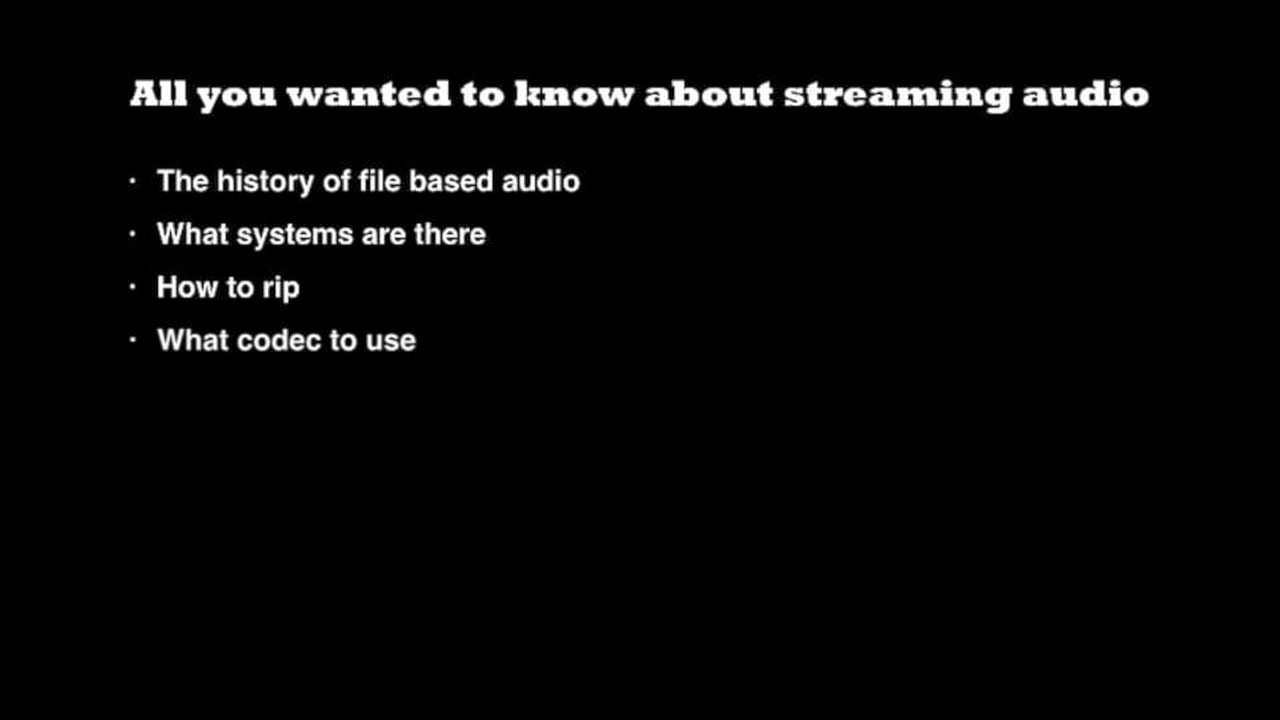 All you wanted to know about streaming audio
· The history of file based audio
· What systems are there
· How to rip
· What codec to use